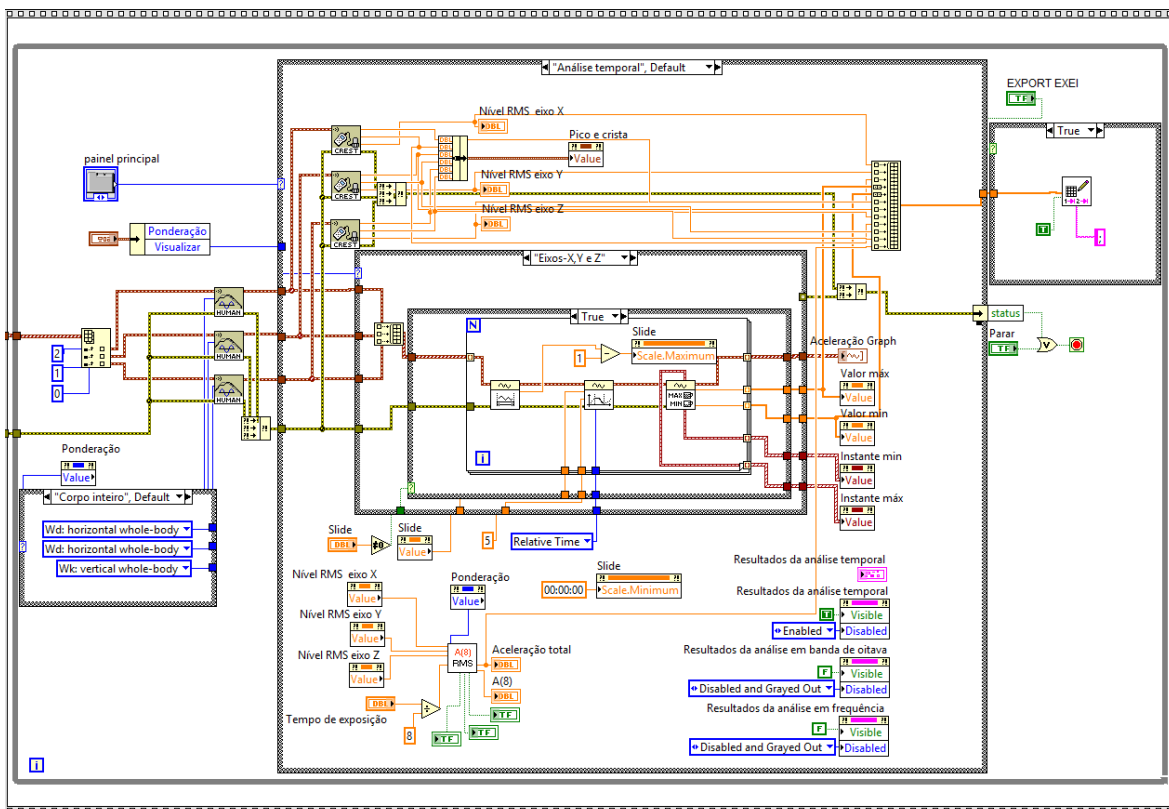 "Análise temporal", Default
EXPORT EXEI
TF
True
Nível RMS eixo X
DBL
Pico e crista
Value
painel principal
CREST
Nível RMS eixo Y
DBL
CREST
Nível RMS eixo Z
DBL
CREST
Ponderação
Visualizar
T
;
"Eixos-X,Y e Z"
HUMAN
status
True
N
Slide
Scale.Maximum
1
Parar
TF
Aceleração Graph
2
1
0
HUMAN
HUMAN
Valor máx
Value
MAX
MIN
Valor min
Value
Ponderação
Value
i
Instante min
Value
"Corpo inteiro", Default
Instante máx
Value
Wd: horizontal whole-body
Wd: horizontal whole-body
Wk: vertical whole-body
Slide
DBL
≠0
Slide
Value
5
Relative Time
Resultados da análise temporal
Nível RMS eixo X
Value
Ponderação
Value
00:00:00
Slide
Scale.Minimum
Resultados da análise temporal
T
Visible
Enabled
Disabled
Nível RMS eixo Y
Value
Nível RMS eixo Z
Value
A(8)
RMS
Aceleração total
DBL
Resultados da análise em banda de oitava
F
Visible
Disabled and Grayed Out
Disabled
A(8)
DBL
Tempo de exposição
DBL
8
TF
TF
TF
Resultados da análise em frequência
F
Visible
Disabled and Grayed Out
Disabled
i